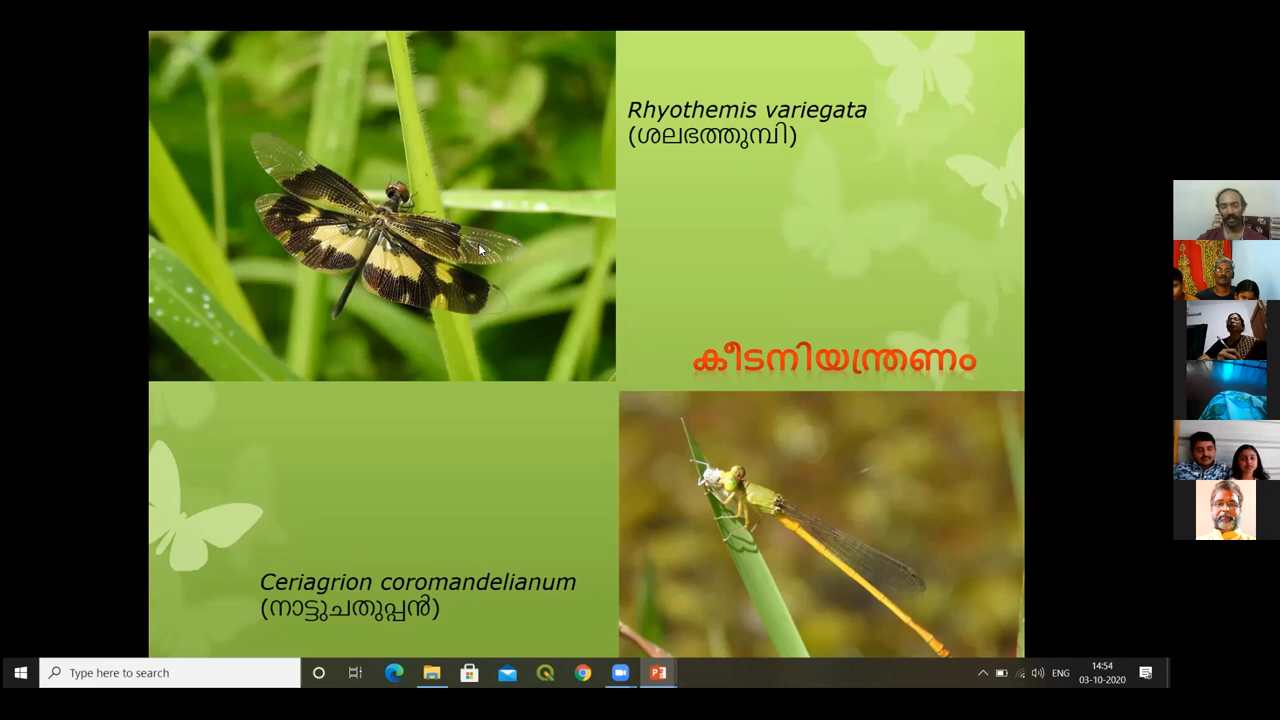 Rhyothemis variegata
(ശലഭത്തുമ്പി)
കീടനിയന്ത്രണം
Ceriagrion coromandelianum
(നാട്ടുചതുപ്പൻ)
Type here to search
ENG
14:54
03-10-2020